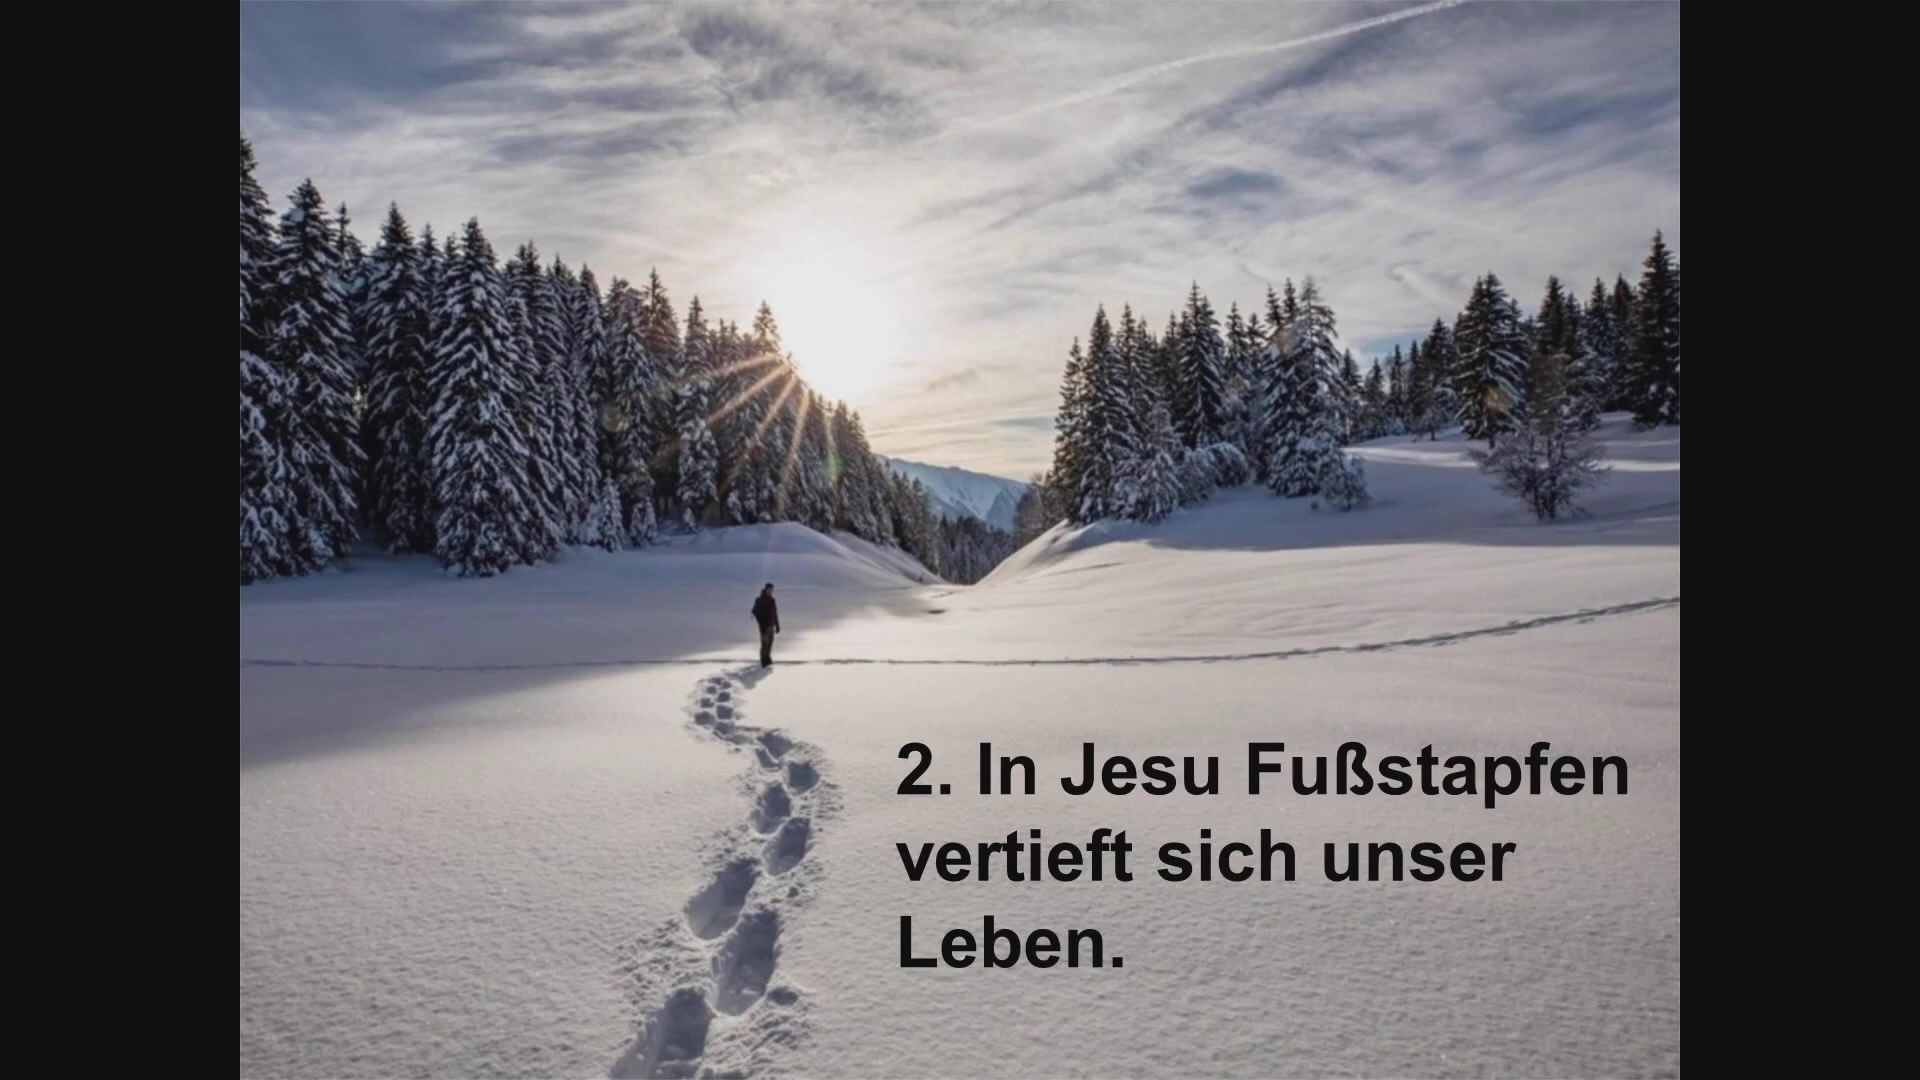 2. In Jesu Fußstapfen
vertieft sich unser
Leben.